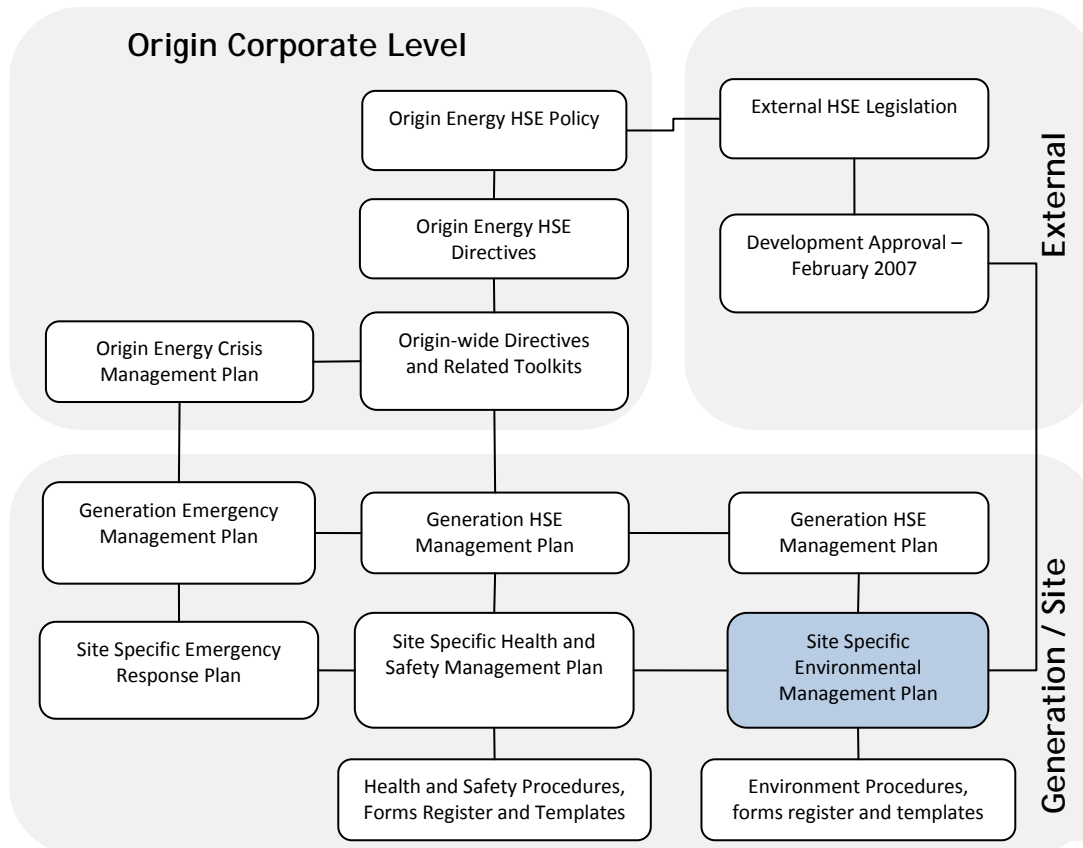 Origin Corporate Level
Origin Energy HSE Policy
Origin Energy HSE
Directives
Origin Energy Crisis
Management Plan
Origin-wide Directives
and Related Toolkits
External HSE Legislation
Development Approval –
February 2007
External
Generation Emergency
Management Plan
Generation HSE
Management Plan
Generation HSE
Management Plan
Site Specific Emergency
Response Plan
Site Specific Health and
Safety Management Plan
Site Specific
Environmental
Management Plan
Health and Safety Procedures,
Forms Register and Templates
Environment Procedures,
forms register and templates
Generation / Site